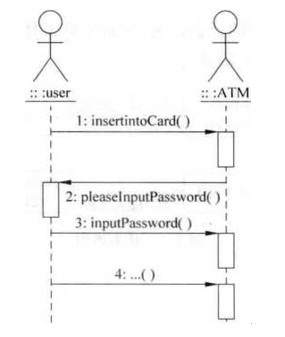 :: :user
:: :ATM
1: insertintoCard( )
2: pleaseInputPassword( )
3: inputPassword( )
4: ...( )